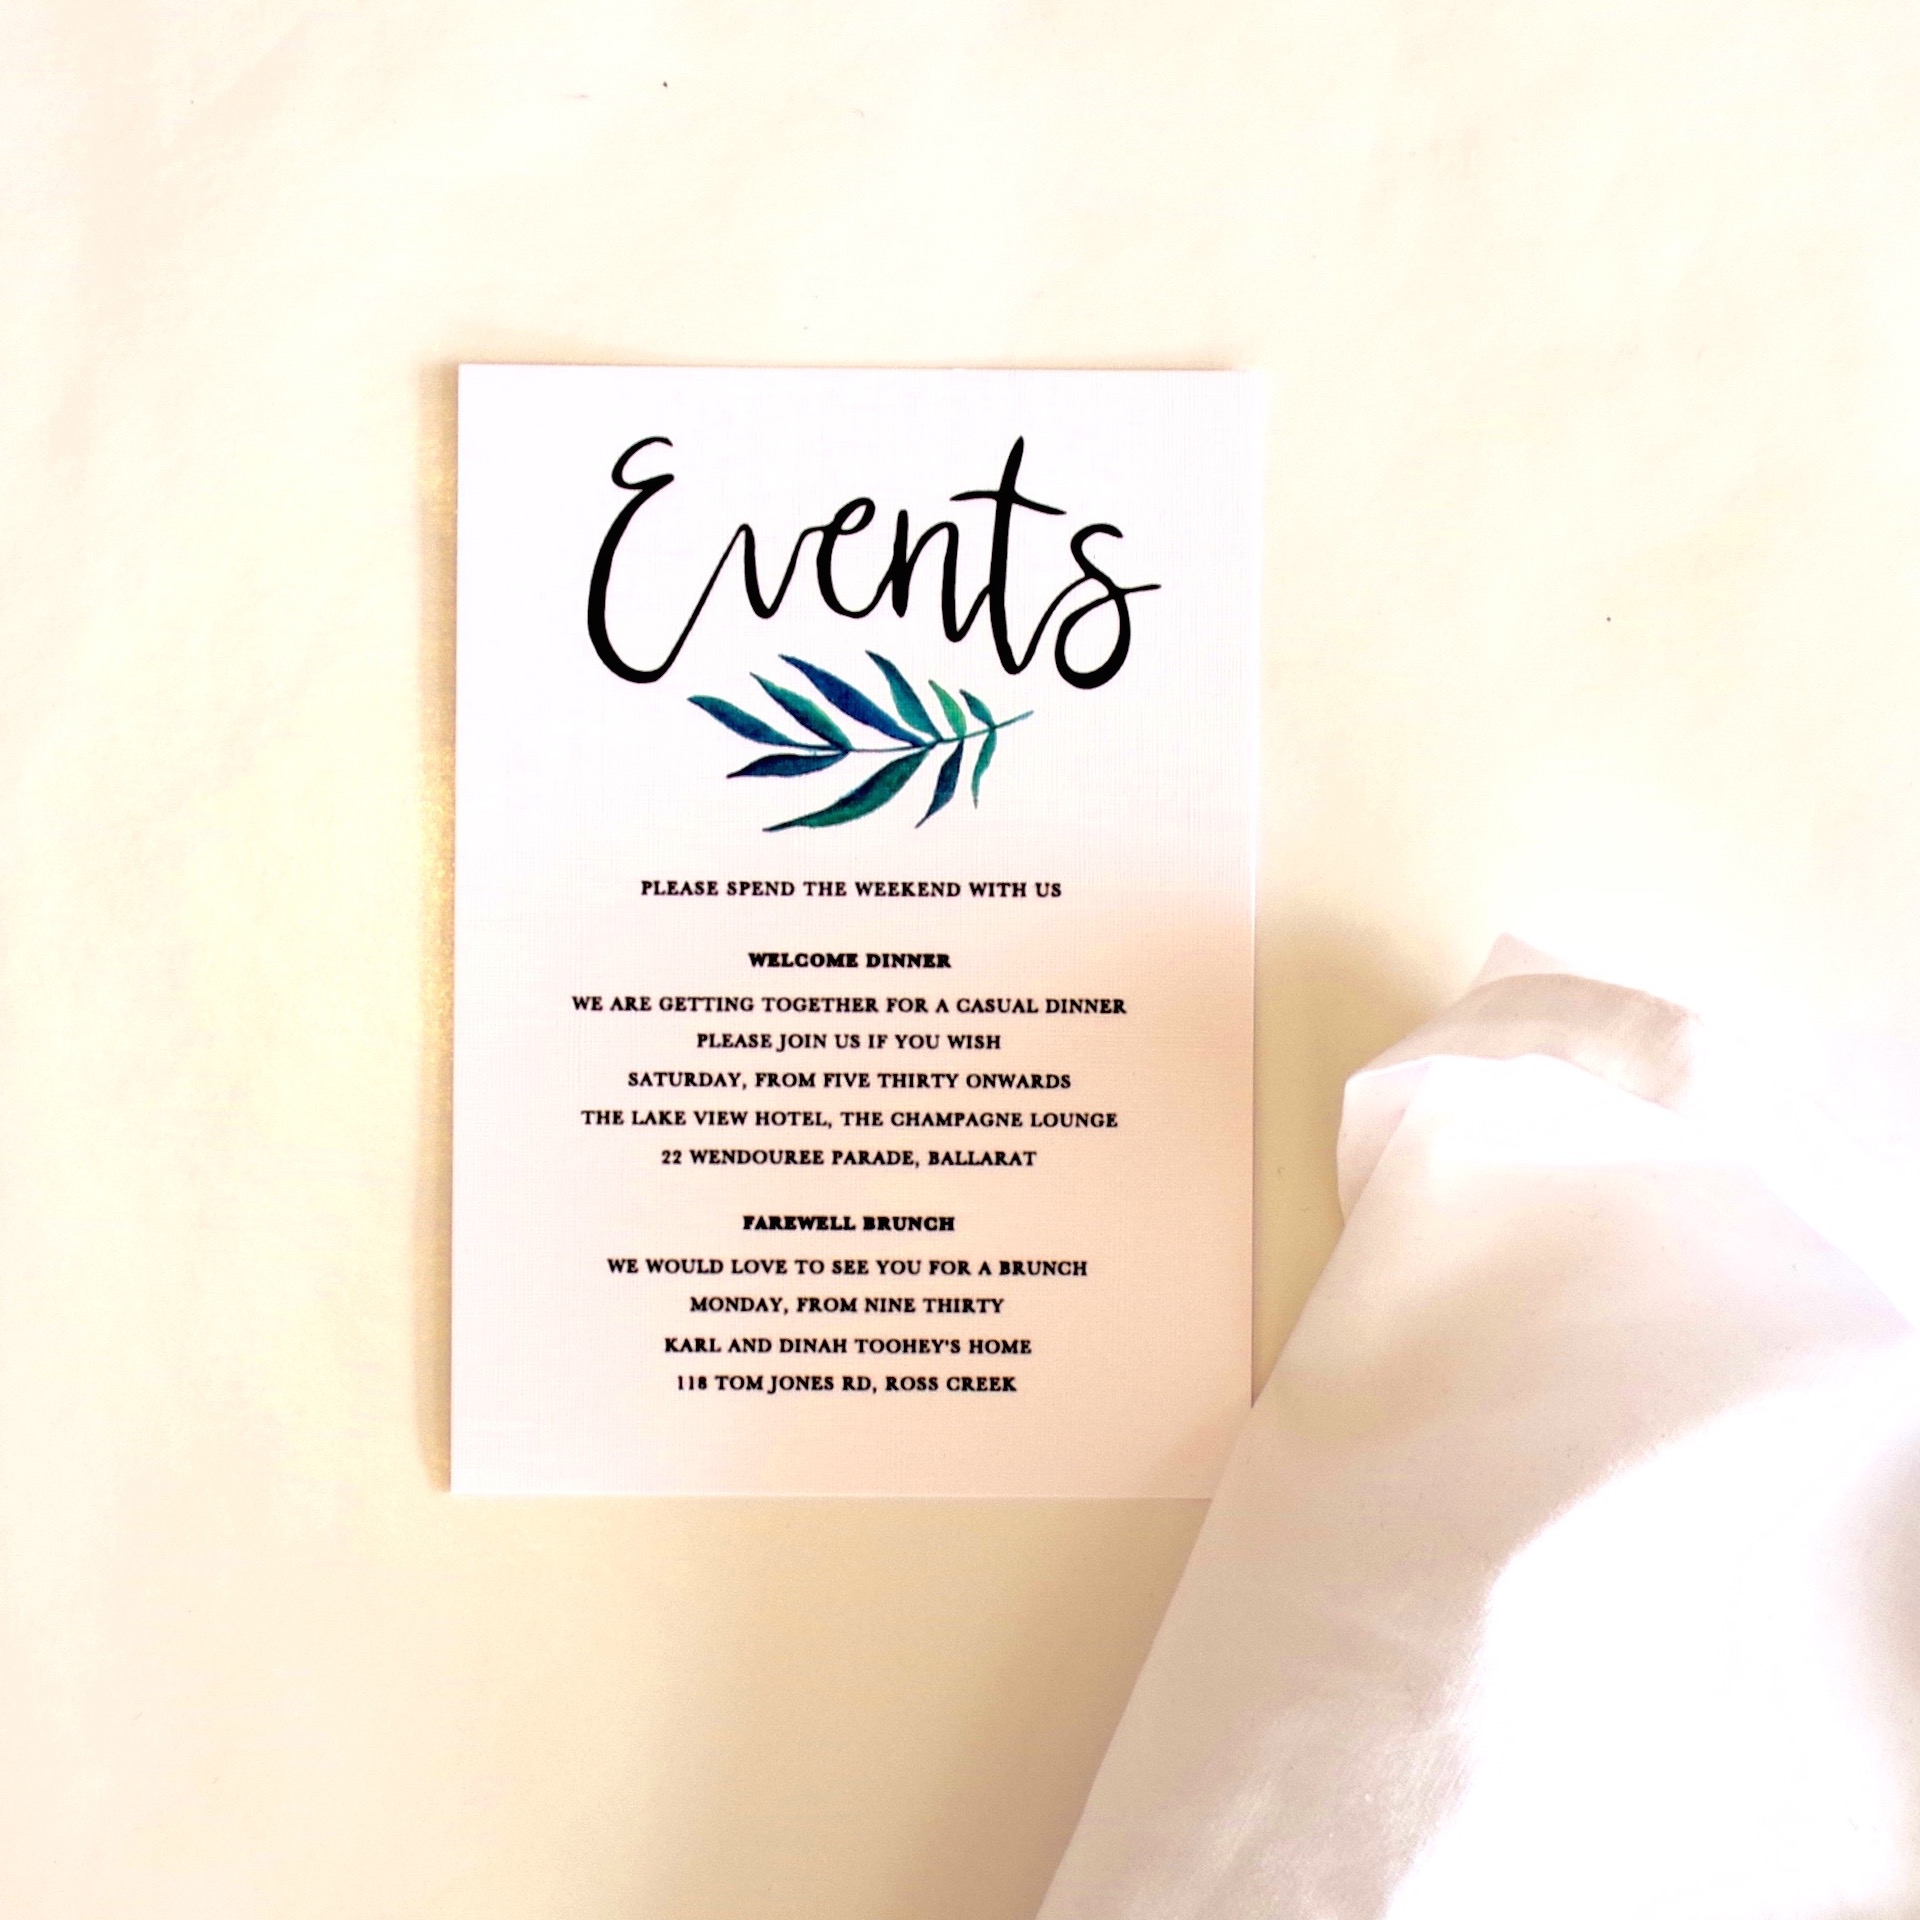 Events
PLEASE SPEND THE WEEKEND WITH US
WELCOME DINNER
WE ARE GETTING TOGETHER FOR A CASUAL DINNER
PLEASE JOIN US IF YOU WISH
SATURDAY, FROM FIVE THIRTY ONWARDS
THE LAKE VIEW HOTEL, THE CHAMPAGNE LOUNGE
22 WENDOUREE PARADE, BALLARAT
FAREWELL BRUNCH
WE WOULD LOVE TO SEE YOU FOR A BRUNCH
MONDAY, FROM NINE THIRTY
KARL AND DINAH TOOHEY'S HOME
118 TOM JONES RD, ROSS CREEK